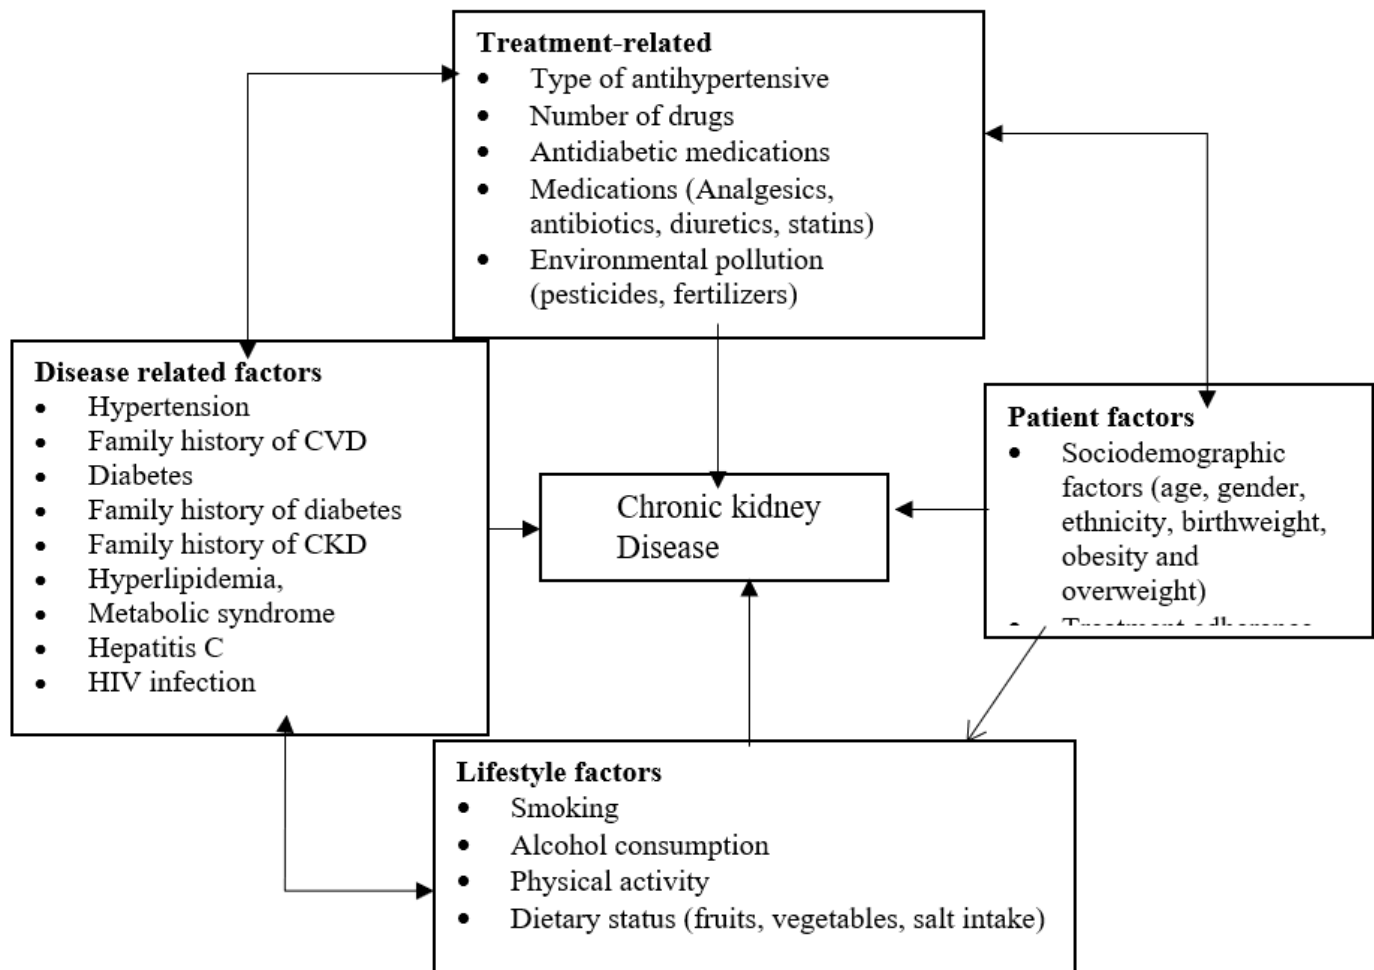 Treatment-related
• Type of antihypertensive
• Number of drugs
• Antidiabetic medications
• Medications (Analgesics,
antibiotics, diuretics, statins)
• Environmental pollution
(pesticides, fertilizers)
Disease related factors
• Hypertension
• Family history of CVD
• Diabetes
• Family history of diabetes
• Family history of CKD
• Hyperlipidemia,
• Metabolic syndrome
• Hepatitis C
• HIV infection
Chronic kidney
Disease
Patient factors
• Sociodemographic
factors (age, gender,
ethnicity, birthweight,
obesity and
overweight)
• Treatment adherence
Lifestyle factors
• Smoking
• Alcohol consumption
• Physical activity
• Dietary status (fruits, vegetables, salt intake)